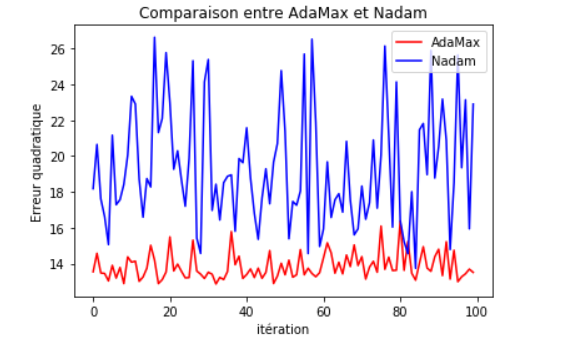 Comparaison entre AdaMax et Nadam
AdaMax
Nadam
Erreur quadratique
26
24
22
20
18
16
14
0
20
40
60
80
100
itération